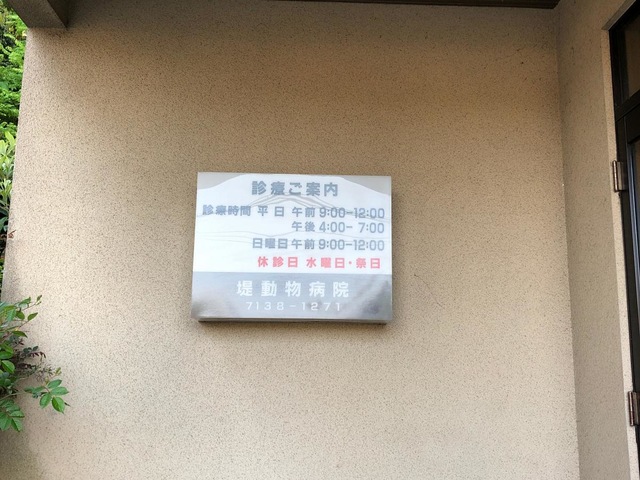 診療ご案内
診療時間 平日 午前 9:00-12:00
午後 4:00- 7:00
日曜日 午前 9:00-12:00
休診日 水曜日・祭日
堤動物病院
7138-1271